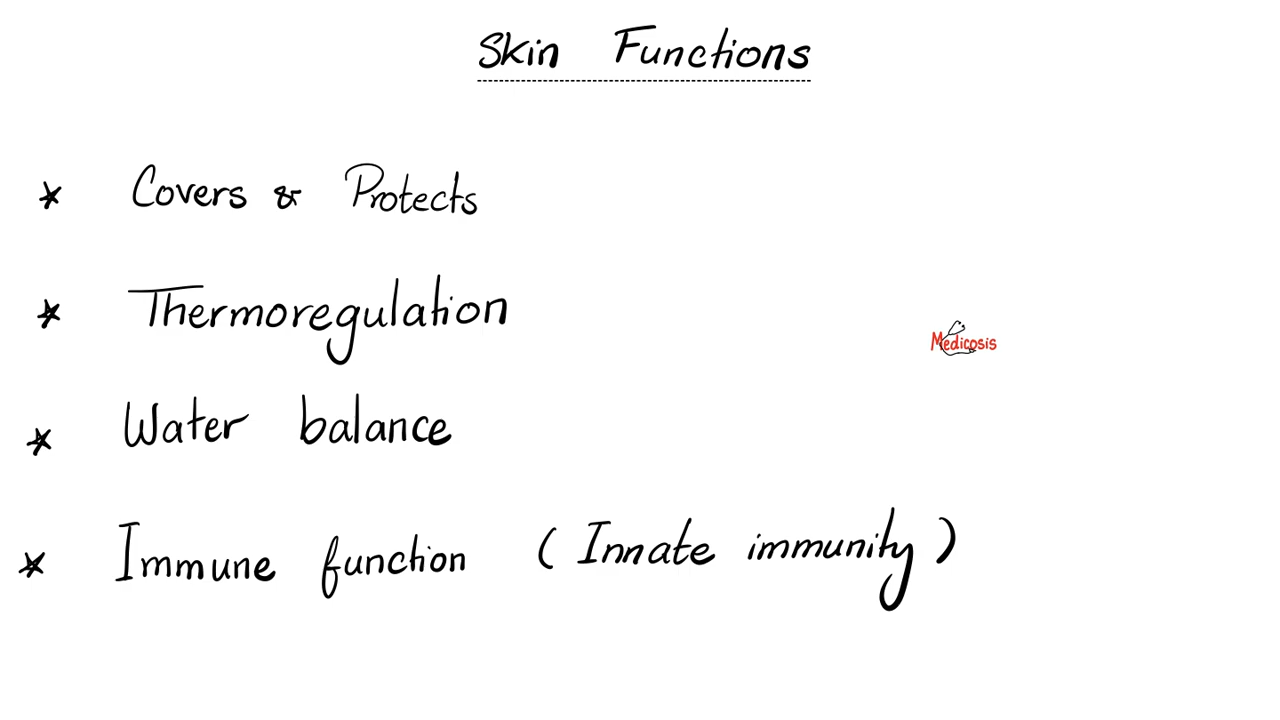 Skin Functions
* Covers & Protects
* Thermoregulation
Medicosis
* Water balance
* Immune function (Innate immunity)